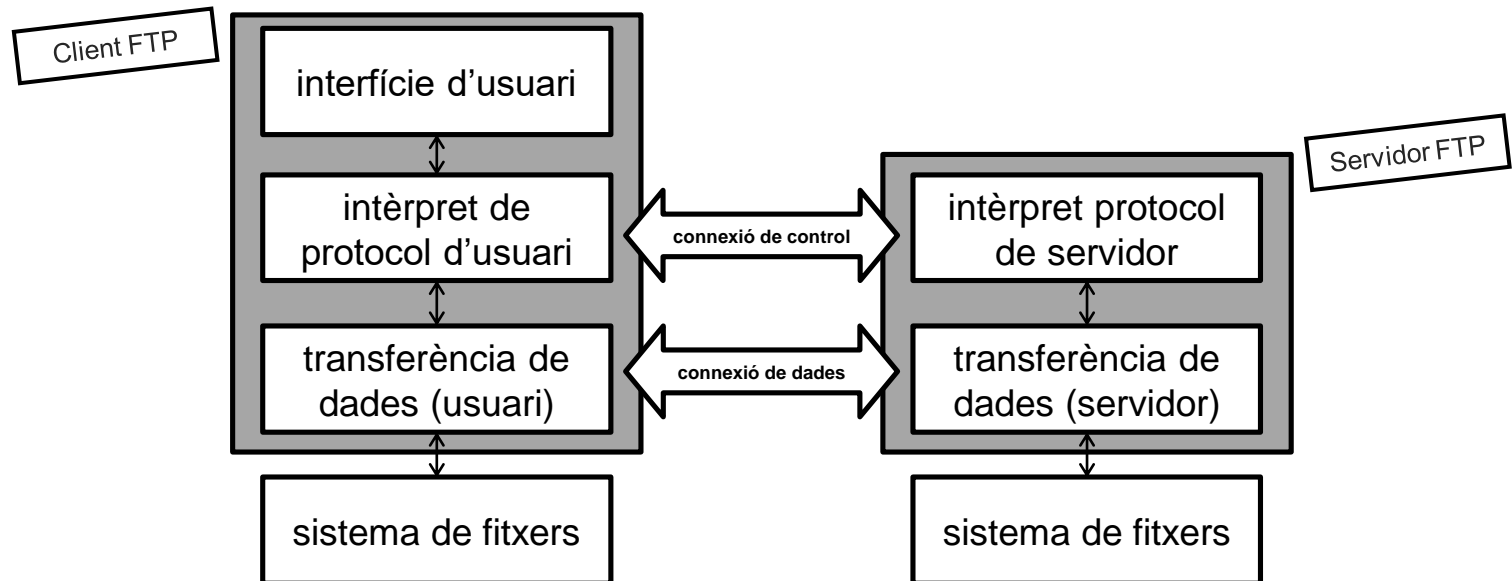 Client FTP
interfície d’usuari
intèrpret de
protocol d’usuari
transferència de
dades (usuari)
sistema de fitxers
connexió de control
connexió de dades
Servidor FTP
intèrpret protocol
de servidor
transferència de
dades (servidor)
sistema de fitxers